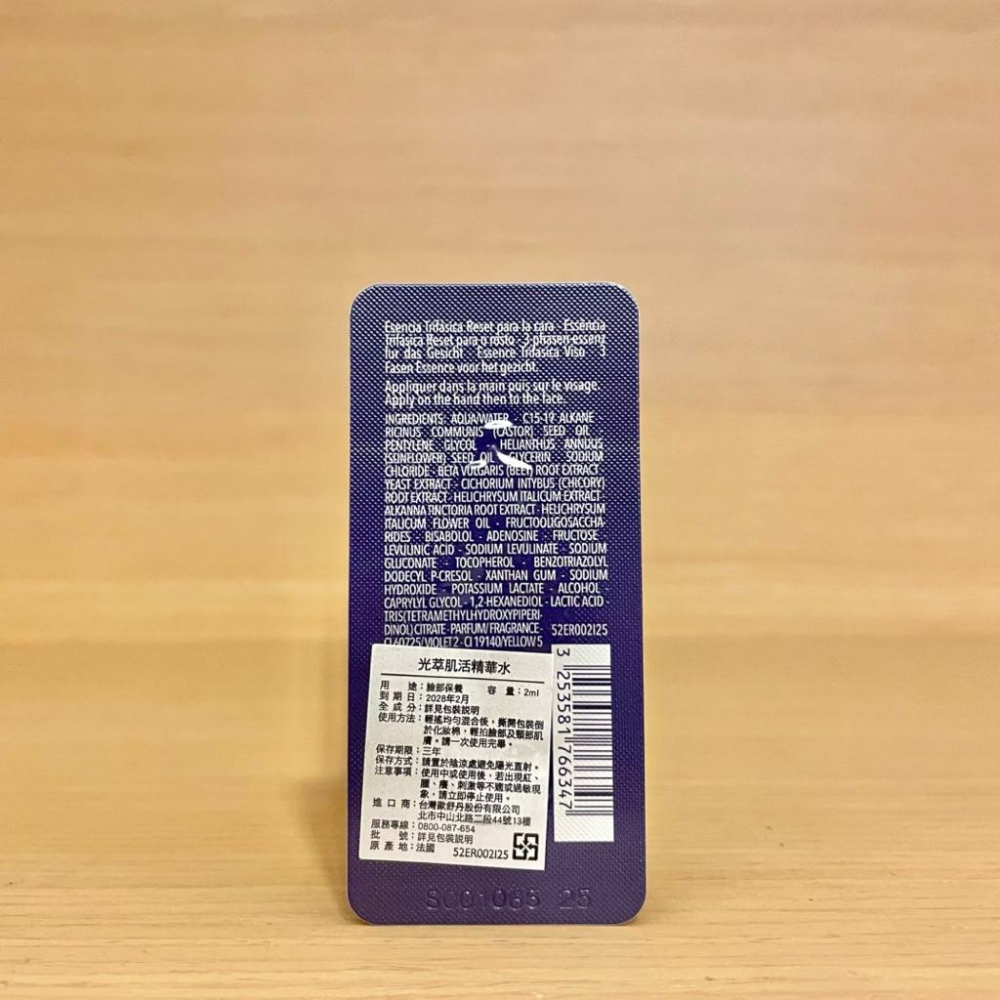 Esencia Trifásica Reset para la cara - Essência
Trifásica Reset para o rosto - 3-phasen-essenz
für das Gesicht - Essence Trifasica Viso - 3
Fasen Essence voor het gezicht.
Appliquer dans la main puis sur le visage.
Apply on the hand then to the face.
INGREDIENTS: AQUA/WATER - C15-19 ALKANE
RICINUS COMMUNIS (CASTOR) SEED OIL
PENTYLENE GLYCOL - HELIANTHUS ANNUUS
(SUNFLOWER) SEED OIL - GLYCERIN - SODIUM
CHLORIDE - BETA VULGARIS (BEET) ROOT EXTRACT
YEAST EXTRACT - CICHORIUM INTYBUS (CHICORY)
ROOT EXTRACT - HELICHRYSUM ITALICUM EXTRACT -
ALKANNA TINCTORIA ROOT EXTRACT - HELICHRYSUM
ITALICUM FLOWER OIL - FRUCTOOLIGOSACCHA-
RIDES - BISABOLOL - ADENOSINE - FRUCTOSE -
LEVULINIC ACID - SODIUM LEVULINATE - SODIUM
GLUCONATE - TOCOPHEROL - BENZOTRIAZOLYL
DODECYL P-CRESOL - XANTHAN GUM - SODIUM
HYDROXIDE - POTASSIUM LACTATE - ALCOHOL
CAPRYLYL GLYCOL - 1,2-HEXANEDIOL - LACTIC ACID -
TRIS(TETRAMETHYLHYDROXYPIPERI-
DINOL) CITRATE - PARFUM/FRAGRANCE - 52ER002I25
CI 60725/VIOLET 2 - CI 19140/YELLOW 5
光萃肌活精華水
用 途：臉部保養 容 量：2ml
到 期 日：2028年2月
全 成 分：詳見包裝説明
使用方法：輕搖均勻混合後，撕開包裝倒
於化妝棉，輕拍臉部及頸部肌
膚。請一次使用完畢。
保存期限：三年
保存方式：請置於陰涼處避免陽光直射。
注意事項：使用中或使用後，若出現紅、
腫、癢、刺激等不適或過敏現
象，請立即停止使用。
進 口 商：台灣歐舒丹股份有限公司
北市中山北路二段44號13樓
服務專線：0800-087-654
批 號：詳見包裝説明
原 產 地：法國 52ER002I25
3 253581 766347
SC01085 25